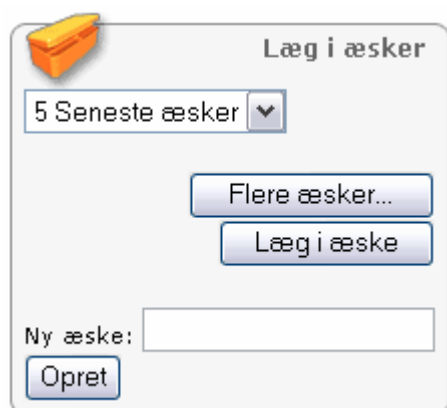 Læg i æsker
5 Seneste æsker
Flere æsker...
Læg i æske
Ny æske:
Opret